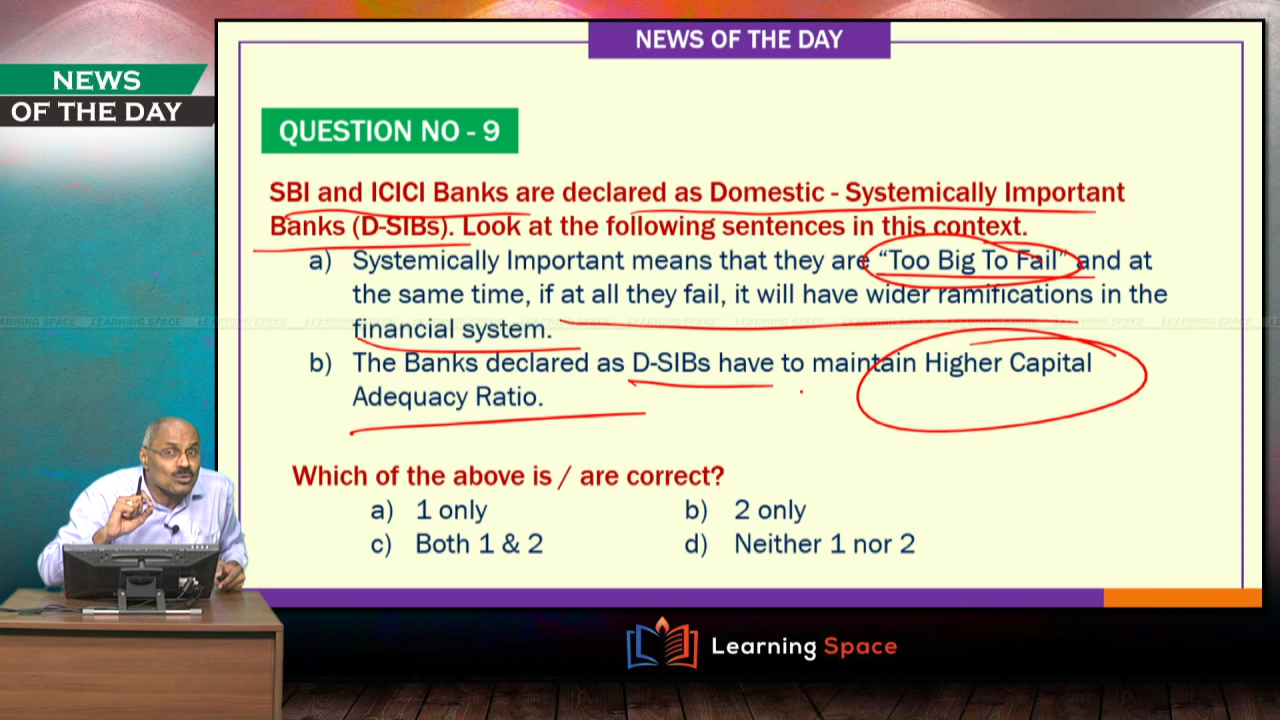 NEWS OF THE DAY
NEWS
OF THE DAY
QUESTION NO - 9
SBI and ICICI Banks are declared as Domestic - Systemically Important
Banks (D-SIBs). Look at the following sentences in this context.
a) Systemically Important means that they are “Too Big To Fail” and at
the same time, if at all they fail, it will have wider ramifications in the
financial system.
b) The Banks declared as D-SIBs have to maintain Higher Capital
Adequacy Ratio.
Which of the above is / are correct?
a) 1 only b) 2 only
c) Both 1 & 2 d) Neither 1 nor 2
Learning Space